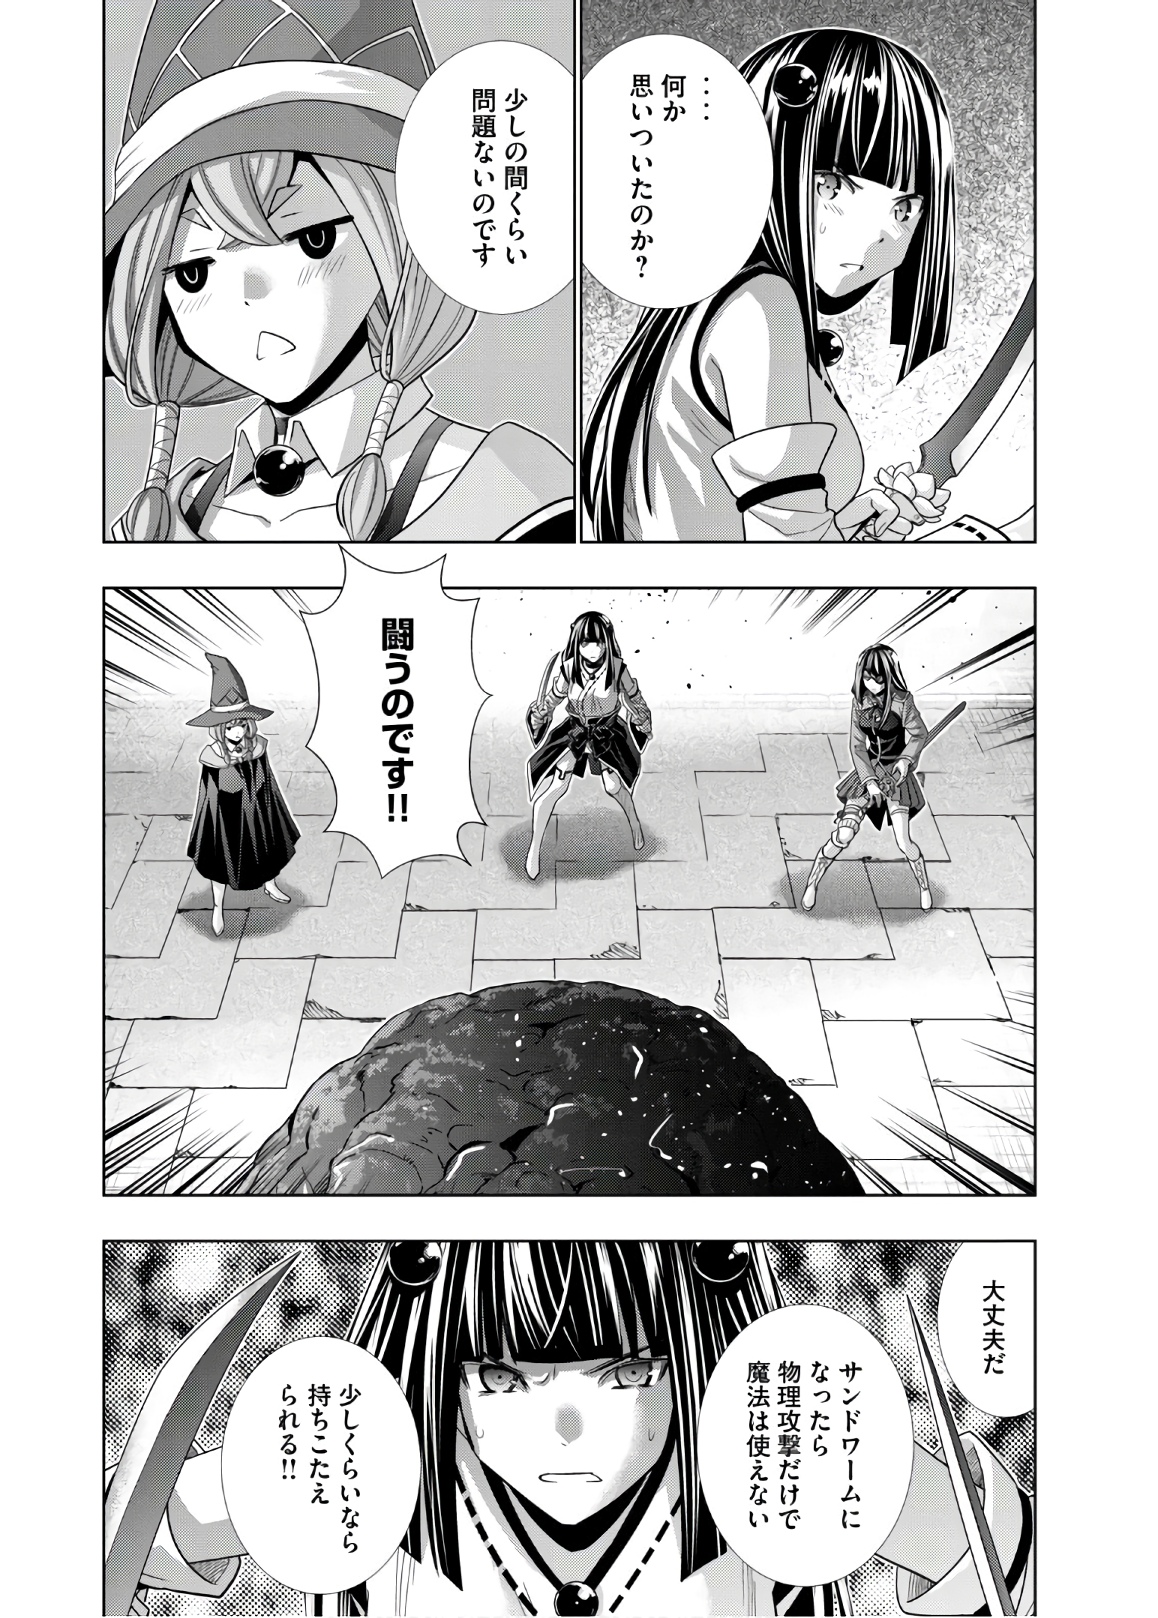 ‥‥
何か
思いついたのか?
少しの間くらい
問題ないのです
闘うのです!!
大丈夫だ
サンドワームに
なったら
物理攻撃だけで
魔法は使えない
少しくらいなら
持ちこたえ
られる!!